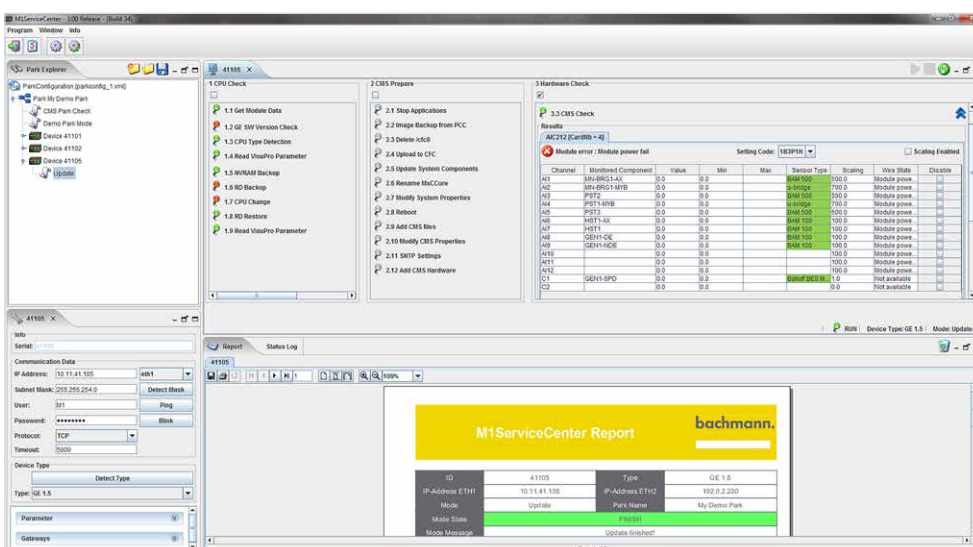 M1ServiceCenter - 1.00 Release - (Build 34)
Program Window Info
Park Explorer
ParkConfiguration [parkconfig_1.xml]
Park My Demo Park
CMS Park Check
Demo Park Mode
Device 41101
Device 41102
Device 41105
Update
41105
1 CPU Check
1.1 Get Module Data
1.2 GE SW Version Check
1.3 CPU Type Detection
1.4 Read VisuPro Parameter
1.5 NVRAM Backup
1.6 RD Backup
1.7 CPU Change
1.8 RD Restore
1.9 Read VisuPro Parameter
2 CMS Prepare
2.1 Stop Applications
2.2 Image Backup from PCC
2.3 Delete /cfc0
2.4 Upload to CFC
2.5 Update System Components
2.6 Rename MxCCore
2.7 Modify System Properties
2.8 Reboot
2.9 Add CMS files
2.10 Modify CMS Properties
2.11 SNTP Settings
2.12 Add CMS Hardware
3 Hardware Check
3.3 CMS Check
Results
AIC212 [CardNb = 4]
Module error : Module power fail
Setting Code: 1B3P1H
Scaling Enabled
Channel Monitored Component Value Min Max Sensor Type Scaling Wire State Disable
AI1 MN-BRG1-AX 0.0 0.0 BAM 500 500.0 Module powe...
AI2 MN-BRG1-MYB 0.0 0.0 u-bridge 700.0 Module powe...
AI3 PST2 0.0 0.0 BAM 500 500.0 Module powe...
AI4 PST1-MYB 0.0 0.0 u-bridge 700.0 Module powe...
AI5 PST3 0.0 0.0 BAM 500 500.0 Module powe...
AI6 HST1-AX 0.0 0.0 BAM 100 100.0 Module powe...
AI7 HST1 0.0 0.0 BAM 100 100.0 Module powe...
AI8 GEN1-DE 0.0 0.0 BAM 100 100.0 Module powe...
AI9 GEN1-NDE 0.0 0.0 BAM 100 100.0 Module powe...
AI10 0.0 0.0 100.0 Module powe...
AI11 0.0 0.0 100.0 Module powe...
AI12 0.0 0.0 100.0 Module powe...
C1 GEN1-SPD 0.0 0.0 Balluff BES M... 1.0 Not available
C2 0.0 0.0 0.0 Not available
RUN Device Type: GE 1.5 Mode: Update
41105
Info
Serial: 41105
Communication Data
IP Address: 10.11.41.105 eth1
Subnet Mask: 255.255.254.0 Detect Mask
User: M1 Ping
Password: ******** Blink
Protocol: TCP
Timeout: 5000
Device Type
Detect Type
Type: GE 1.5
Parameter
Gateways
Report Status Log
41105
1
100%
M1ServiceCenter Report
bachmann.
ID 41105 Type GE 1.5
IP-Address ETH1 10.11.41.105 IP-Address ETH2 192.0.2.230
Mode Update Park Name My Demo Park
Mode State FINISH
Mode Message Update finished!